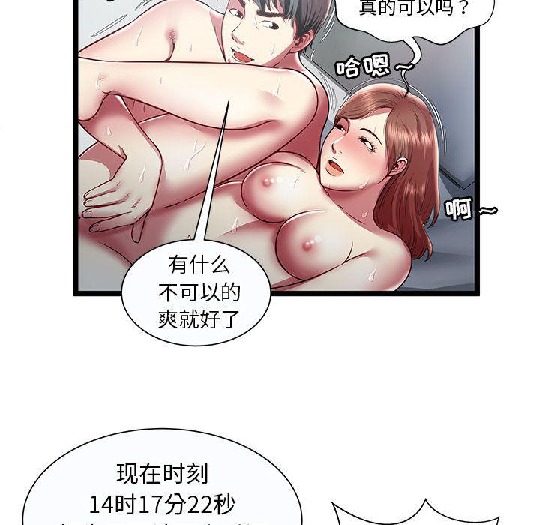 真的可以吗？
哈嗯～
啊～
有什么
不可以的
爽就好了
现在时刻
14时17分22秒